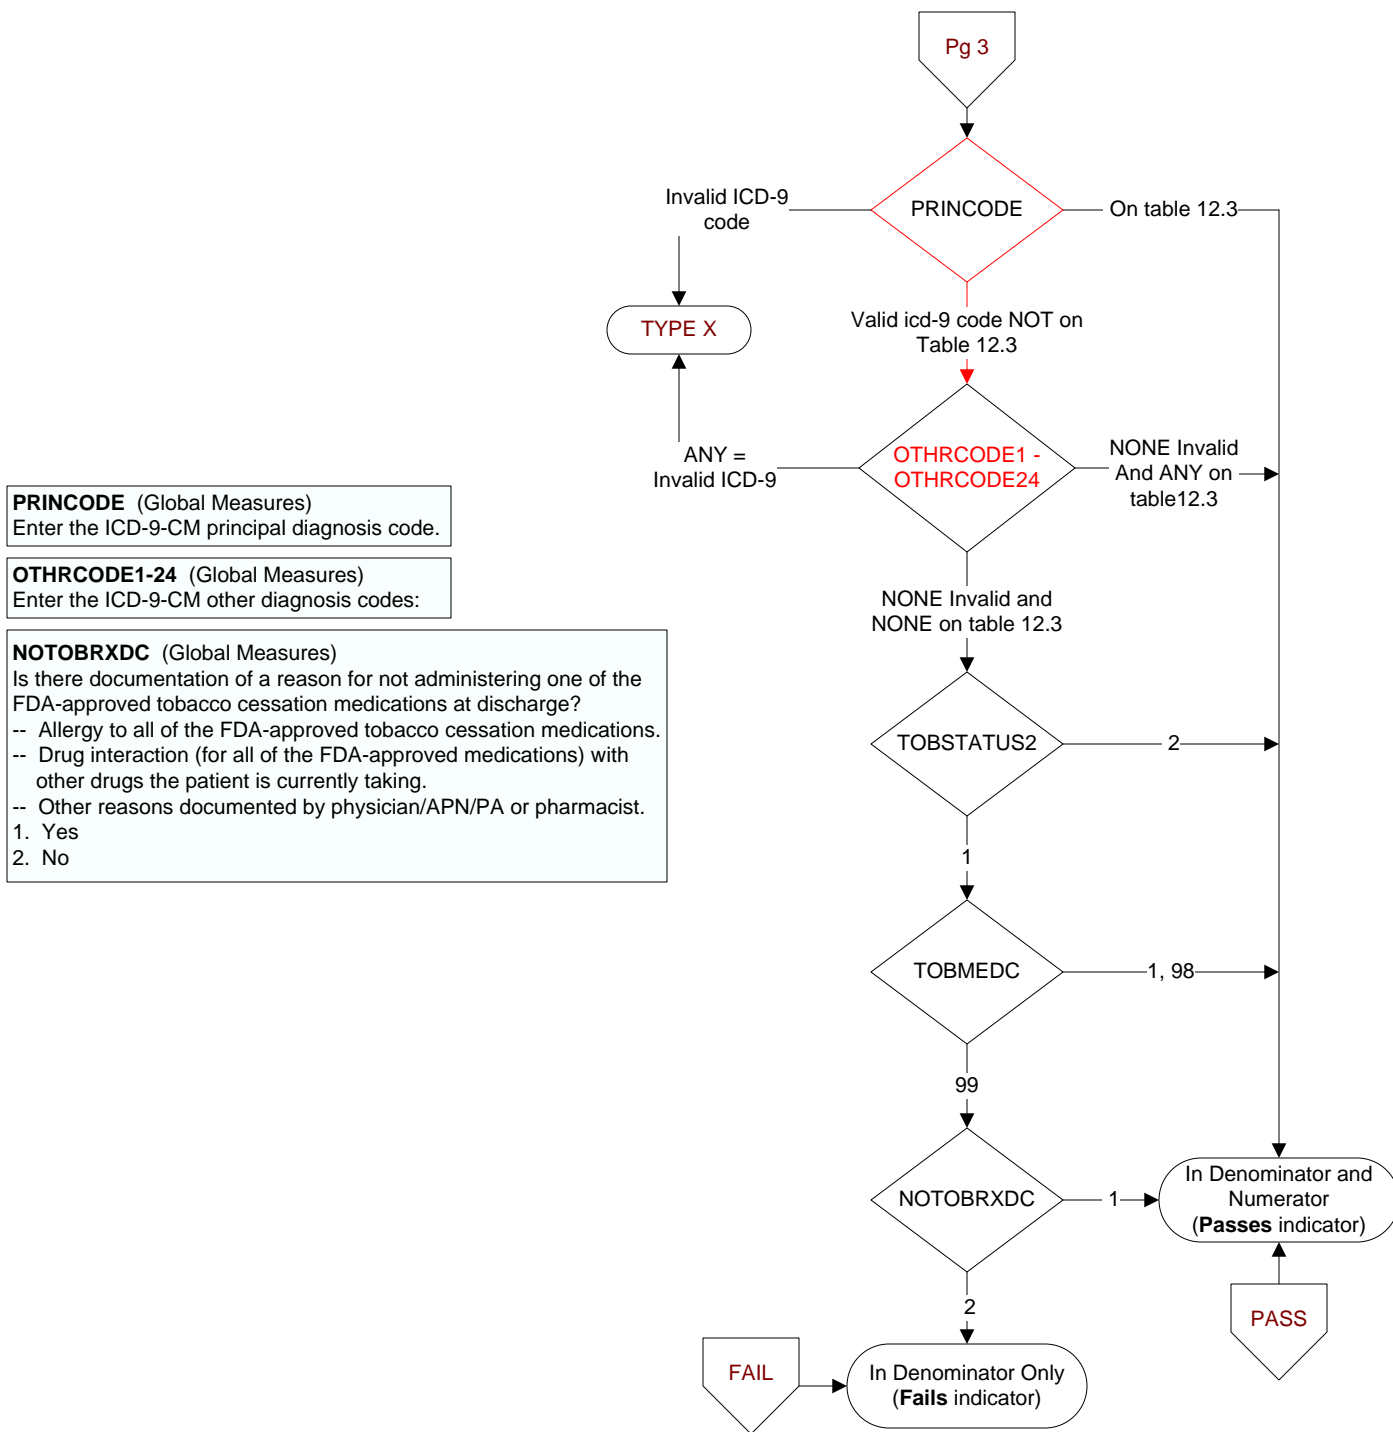 Pg 3
PRINCODE
Invalid ICD-9
code
On table 12.3
TYPE X
Valid icd-9 code NOT on
Table 12.3
OTHRCODE1 -
OTHRCODE24
ANY =
Invalid ICD-9
NONE Invalid
And ANY on
table12.3
PRINCODE (Global Measures)
Enter the ICD-9-CM principal diagnosis code.
OTHRCODE1-24 (Global Measures)
Enter the ICD-9-CM other diagnosis codes:
NOTOBRXDC (Global Measures)
Is there documentation of a reason for not administering one of the
FDA-approved tobacco cessation medications at discharge?
-- Allergy to all of the FDA-approved tobacco cessation medications.
-- Drug interaction (for all of the FDA-approved medications) with
other drugs the patient is currently taking.
-- Other reasons documented by physician/APN/PA or pharmacist.
1. Yes
2. No
NONE Invalid and
NONE on table 12.3
TOBSTATUS2
2
1
TOBMEDC
1, 98
99
NOTOBRXDC
1
In Denominator and
Numerator
(Passes indicator)
2
PASS
FAIL
In Denominator Only
(Fails indicator)